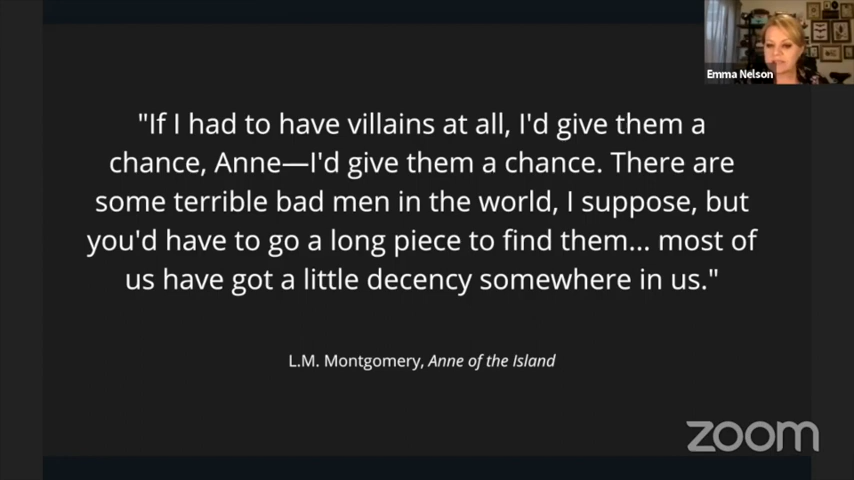 Emma Nelson
"If I had to have villains at all, I'd give them a
chance, Anne—I'd give them a chance. There are
some terrible bad men in the world, I suppose, but
you'd have to go a long piece to find them... most of
us have got a little decency somewhere in us."
L.M. Montgomery, Anne of the Island
zoom